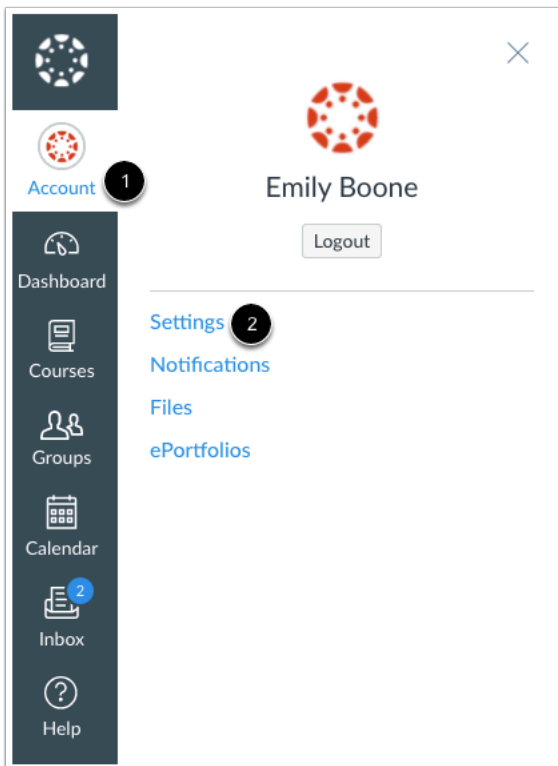 Account 1
Dashboard
Courses
Groups
Calendar
2
Inbox
Help
Emily Boone
Logout
Settings 2
Notifications
Files
ePortfolios